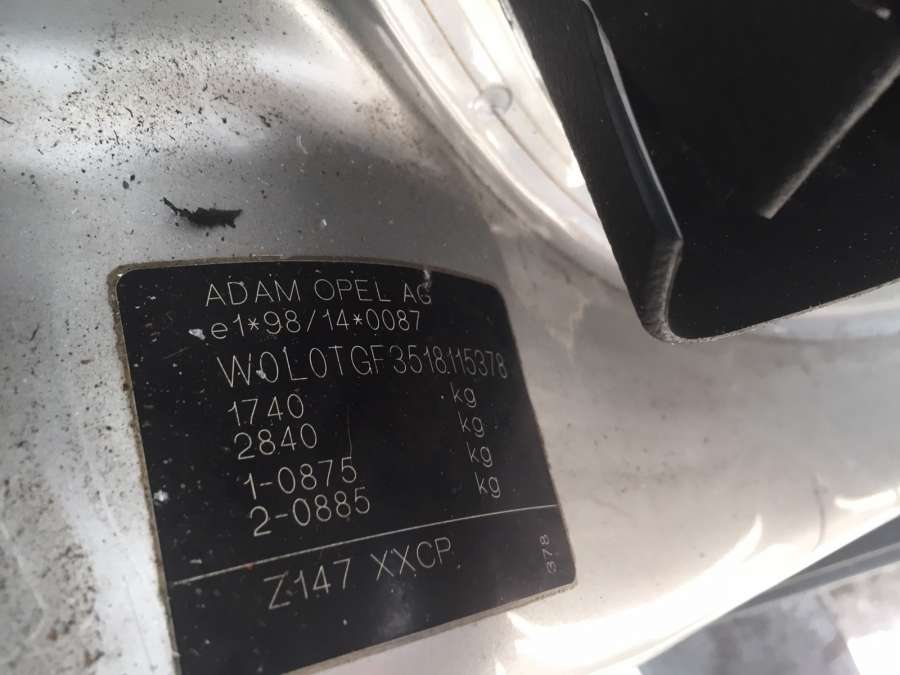 ADAM OPEL AG
e1*98/14*0087
W0L0TGF3518115378
1740 kg
2840 kg
1-0875 kg
2-0885 kg
Z147 XXCP
378